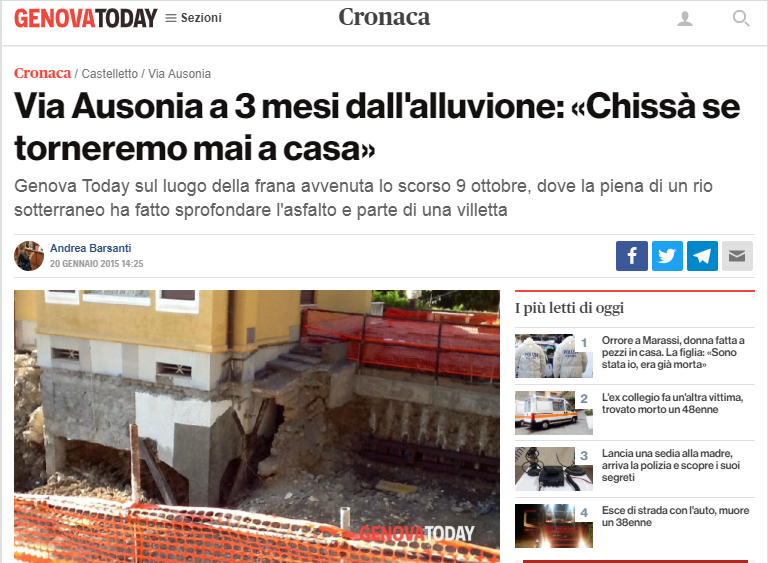 GENOVATODAY
Sezioni
Cronaca
Cronaca / Castelletto / Via Ausonia
Via Ausonia a 3 mesi dall'alluvione: «Chissà se
torneremo mai a casa»
Genova Today sul luogo della frana avvenuta lo scorso 9 ottobre, dove la piena di un rio
sotterraneo ha fatto sprofondare l'asfalto e parte di una villetta
Andrea Barsanti
20 GENNAIO 2015 14:25
GENOVATODAY
I più letti di oggi
1
Orrore a Marassi, donna fatta a
pezzi in casa. La figlia: «Sono
stata io, era già morta»
2
L'ex collegio fa un'altra vittima,
trovato morto un 48enne
3
Lancia una sedia alla madre,
arriva la polizia e scopre i suoi
segreti
4
Esce di strada con l'auto, muore
un 38enne